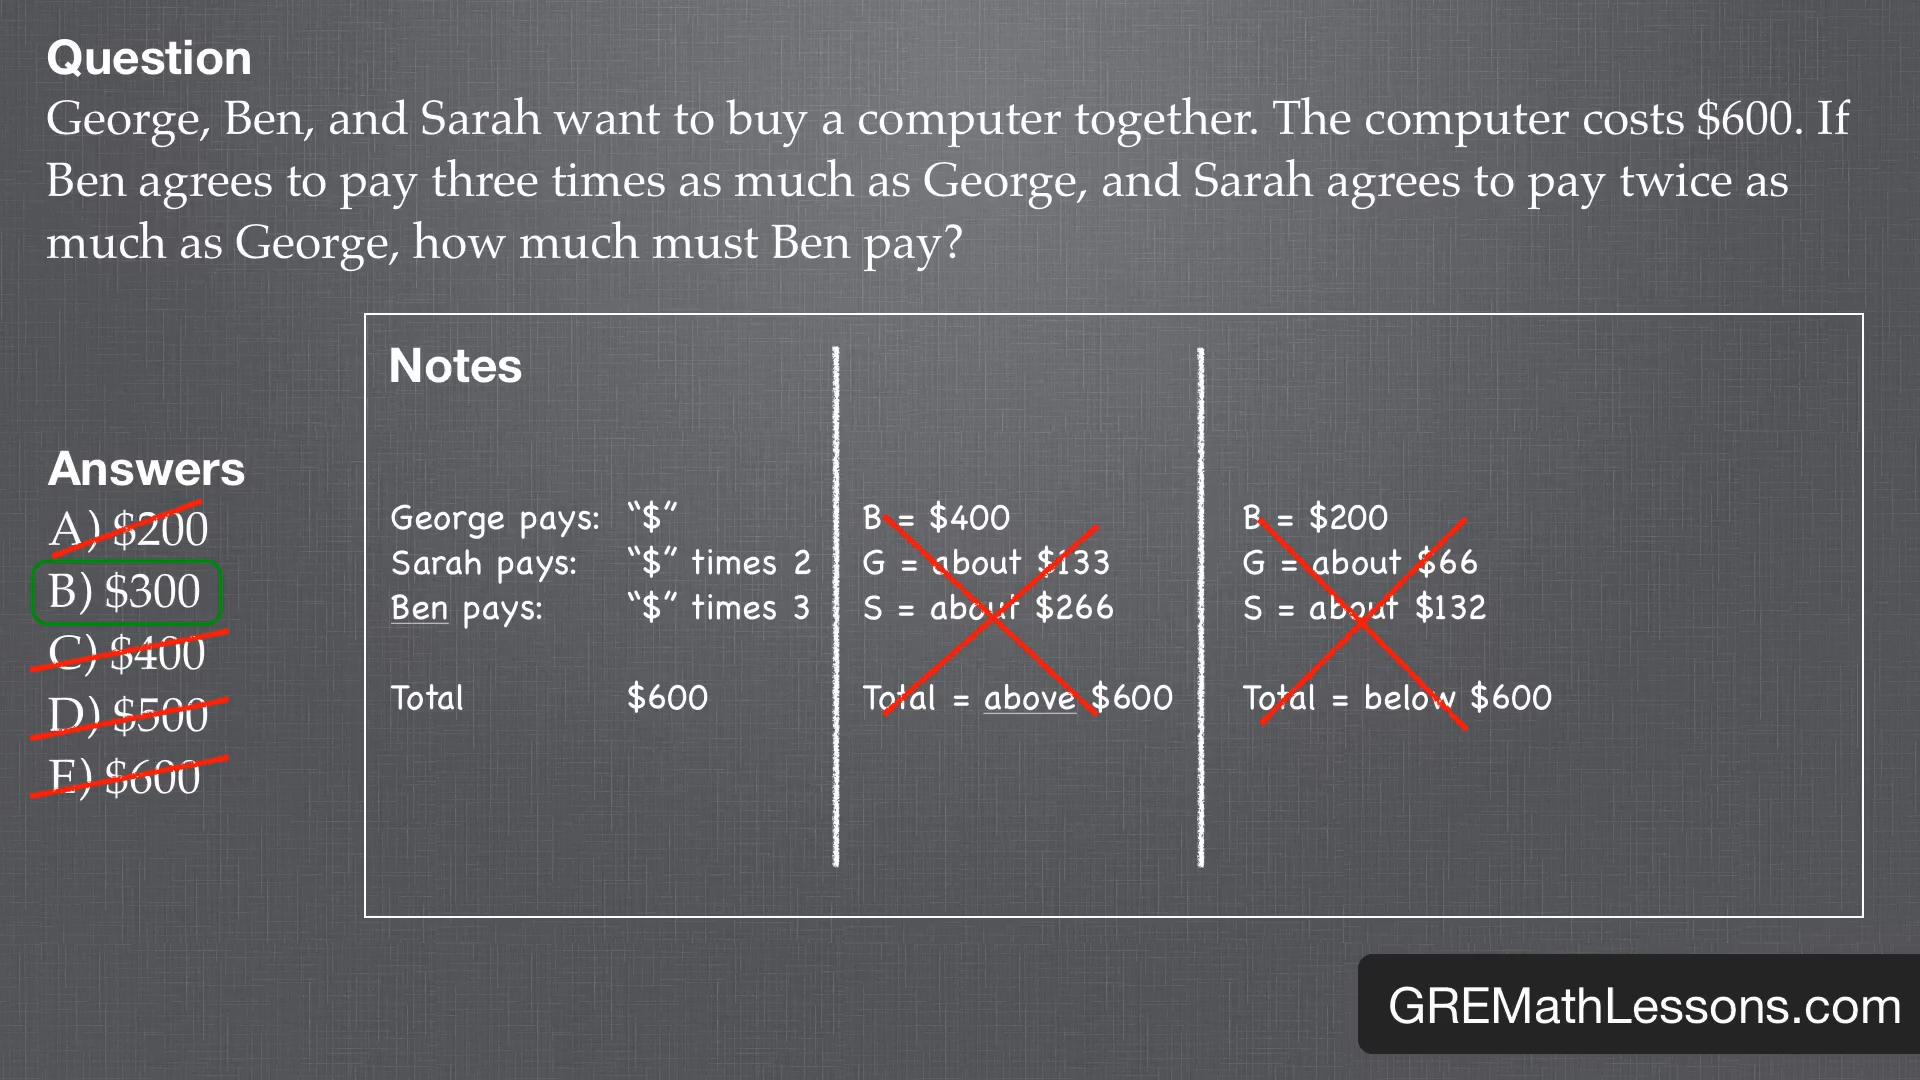 Question
George, Ben, and Sarah want to buy a computer together. The computer costs $600. If
Ben agrees to pay three times as much as George, and Sarah agrees to pay twice as
much as George, how much must Ben pay?
Answers
A) $200
B) $300
C) $400
D) $500
E) $600
Notes
George pays: “$”
Sarah pays: “$” times 2
Ben pays: “$” times 3
Total $600
B = $400
G = about $133
S = about $266
Total = above $600
B = $200
G = about $66
S = about $132
Total = below $600
GREMathLessons.com